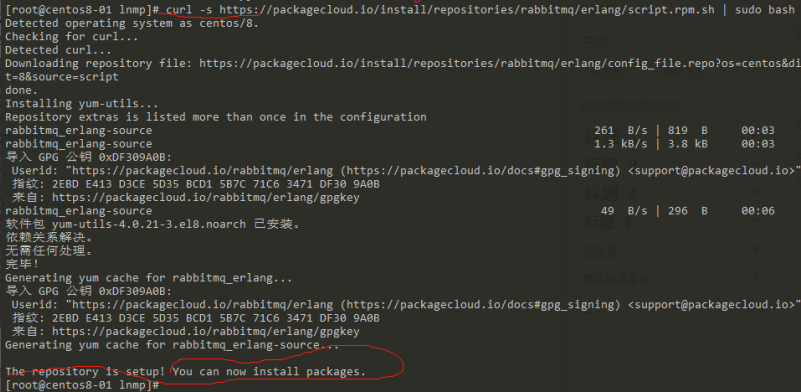 [root@centos8-01 lnmp]# curl -s https://packagecloud.io/install/repositories/rabbitmq/erlang/script.rpm.sh | sudo bash
Detected operating system as centos/8.
Checking for curl...
Detected curl...
Downloading repository file: https://packagecloud.io/install/repositories/rabbitmq/erlang/config_file.repo?os=centos&di
t=8&source=script
done.
Installing yum-utils...
Repository extras is listed more than once in the configuration
rabbitmq_erlang-source 261 B/s | 819 B 00:03
rabbitmq_erlang-source 1.3 kB/s | 3.8 kB 00:03
导入 GPG 公钥 0xDF309A0B:
Userid: "https://packagecloud.io/rabbitmq/erlang (https://packagecloud.io/docs#gpg_signing) <support@packagecloud.io>"
指纹: 2EBD E413 D3CE 5D35 BCD1 5B7C 71C6 3471 DF30 9A0B
来自: https://packagecloud.io/rabbitmq/erlang/gpgkey
rabbitmq_erlang-source 49 B/s | 296 B 00:06
软件包 yum-utils-4.0.21-3.el8.noarch 已安装。
依赖关系解决。
无需任何处理。
完毕！
Generating yum cache for rabbitmq_erlang...
导入 GPG 公钥 0xDF309A0B:
Userid: "https://packagecloud.io/rabbitmq/erlang (https://packagecloud.io/docs#gpg_signing) <support@packagecloud.io>"
指纹: 2EBD E413 D3CE 5D35 BCD1 5B7C 71C6 3471 DF30 9A0B
来自: https://packagecloud.io/rabbitmq/erlang/gpgkey
Generating yum cache for rabbitmq_erlang-source...
The repository is setup! You can now install packages.
[root@centos8-01 lnmp]#